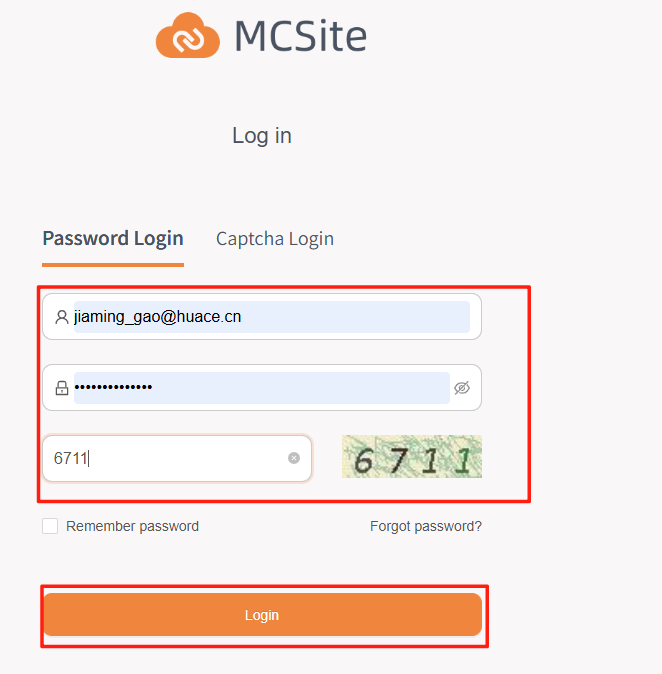 MCSite
Log in
Password Login Captcha Login
jiaming_gao@huace.cn
••••••••••••••
6711 6711
Remember password Forgot password?
Login